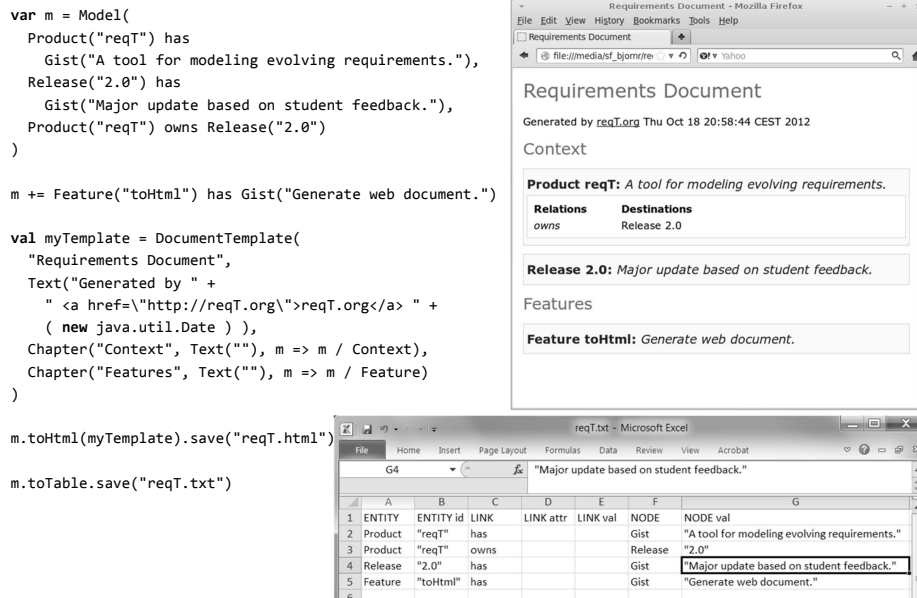 var m = Model(
  Product("reqT") has
    Gist("A tool for modeling evolving requirements."),
  Release("2.0") has
    Gist("Major update based on student feedback."),
  Product("reqT") owns Release("2.0")
)
m += Feature("toHtml") has Gist("Generate web document.")
val myTemplate = DocumentTemplate(
  "Requirements Document",
  Text("Generated by " +
    " <a href=\"http://reqT.org\">reqT.org</a> " +
    ( new java.util.Date ) ),
  Chapter("Context", Text(""), m => m / Context),
  Chapter("Features", Text(""), m => m / Feature)
)
m.toHtml(myTemplate).save("reqT.html")
m.toTable.save("reqT.txt")
Requirements Document - Mozilla Firefox
File Edit View History Bookmarks Tools Help
Requirements Document
file:///media/sf_bjornr/re Yahoo
Requirements Document
Generated by reqT.org Thu Oct 18 20:58:44 CEST 2012
Context
Product reqT: A tool for modeling evolving requirements.
Relations Destinations
owns Release 2.0
Release 2.0: Major update based on student feedback.
Features
Feature toHtml: Generate web document.
reqT.txt - Microsoft Excel
File Home Insert Page Layout Formulas Data Review View Acrobat
G4 fx "Major update based on student feedback."
A B C D E F G
1 ENTITY ENTITY id LINK LINK attr LINK val NODE NODE val
2 Product "reqT" has Gist "A tool for modeling evolving requirements."
3 Product "reqT" owns Release "2.0"
4 Release "2.0" has Gist "Major update based on student feedback."
5 Feature "toHtml" has Gist "Generate web document."
6